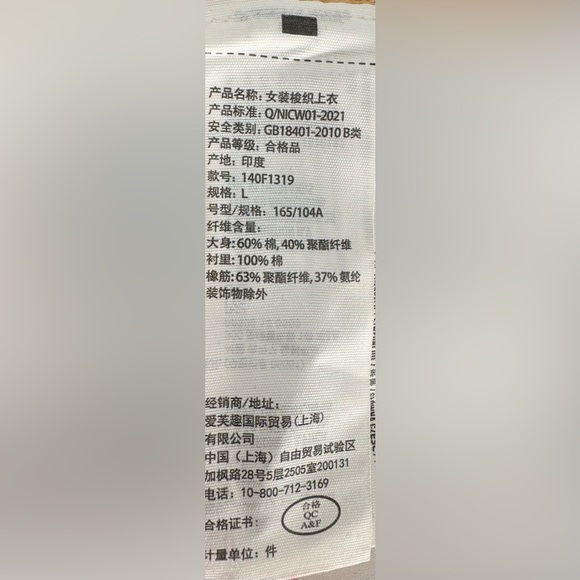 产品名称: 女装梭织上衣
产品标准: Q/NICW01-2021
安全类别: GB18401-2010 B类
产品等级: 合格品
产地: 印度
款号: 140F1319
规格: L
号型/规格: 165/104A
纤维含量:
大身: 60% 棉, 40% 聚酯纤维
衬里: 100% 棉
橡筋: 63% 聚酯纤维, 37% 氨纶
装饰物除外
经销商/地址:
爱芙趣国际贸易(上海)
有限公司
中国（上海）自由贸易试验区
加枫路28号5层2505室200131
电话: 10-800-712-3169
合格证书:
合格
QC
A&F
计量单位: 件